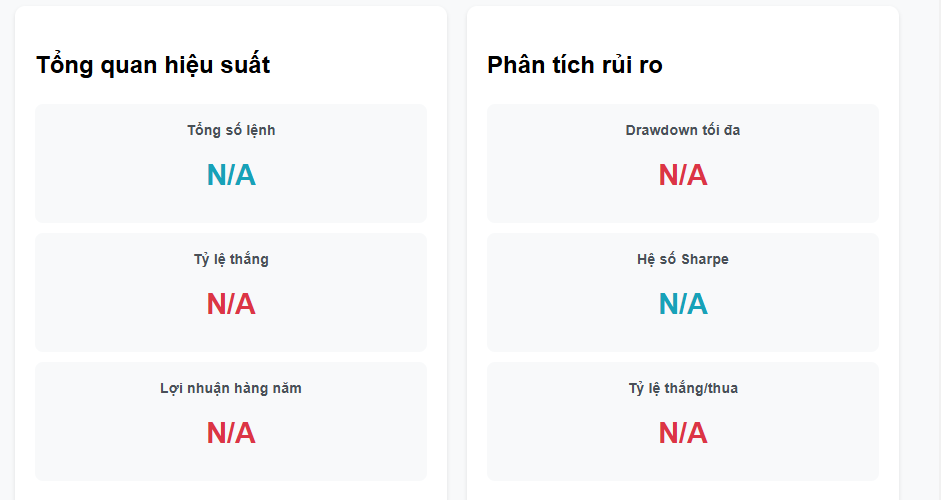 Tổng quan hiệu suất
Tổng số lệnh
N/A
Tỷ lệ thắng
N/A
Lợi nhuận hàng năm
N/A
Phân tích rủi ro
Drawdown tối đa
N/A
Hệ số Sharpe
N/A
Tỷ lệ thắng/thua
N/A